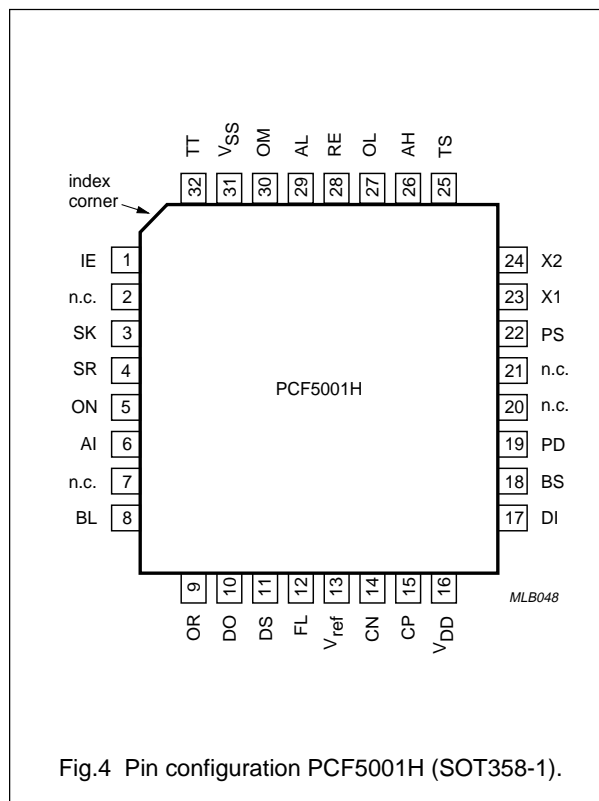 TT VSS OM AL RE OL AH TS
32 31 30 29 28 27 26 25
index
corner
IE 1
n.c. 2
SK 3
SR 4
ON 5
AI 6
n.c. 7
BL 8
PCF5001H
24 X2
23 X1
22 PS
21 n.c.
20 n.c.
19 PD
18 BS
17 DI
9 10 11 12 13 14 15 16
OR DO DS FL Vref CN CP VDD
MLB048
Fig.4 Pin configuration PCF5001H (SOT358-1).